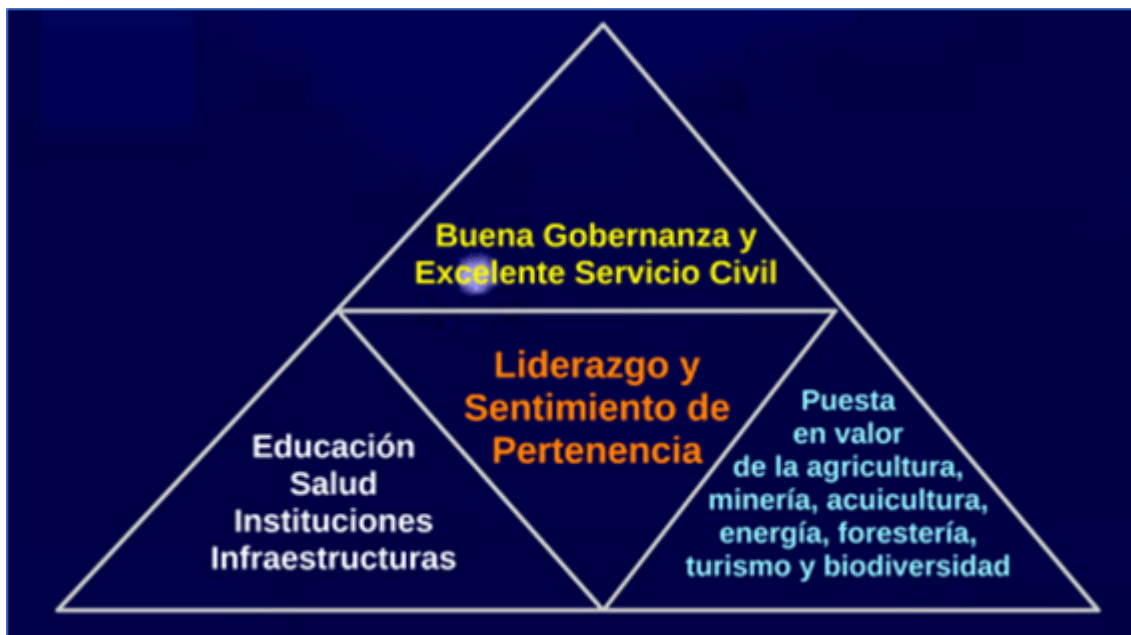 Buena Gobernanza y
Excelente Servicio Civil
Liderazgo y
Sentimiento de
Pertenencia
Educación
Salud
Instituciones
Infraestructuras
Puesta
en valor
de la agricultura,
minería, acuicultura,
energía, forestería,
turismo y biodiversidad